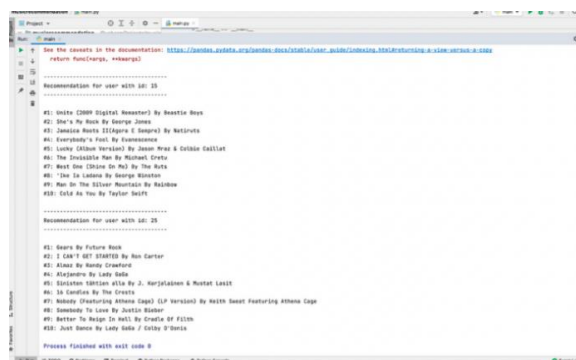 Project
main.py
Run: main
See the caveats in the documentation: https://pandas.pydata.org/pandas-docs/stable/user_guide/indexing.html#returning-a-view-versus-a-copy
return func(*args, **kwargs)
------------------------------------
Recommendation for user with id: 15
------------------------------------
#1: Unite (2009 Digital Remaster) By Beastie Boys
#2: She's My Rock By George Jones
#3: Jamaica Roots II(Agora E Sempre) By Natiruts
#4: Everybody's Fool By Evanescence
#5: Lucky (Album Version) By Jason Mraz & Colbie Caillat
#6: The Invisible Man By Michael Cretu
#7: West One (Shine On Me) By The Ruts
#8: 'Ike Ia Ladana By George Winston
#9: Man On The Silver Mountain By Rainbow
#10: Cold As You By Taylor Swift
------------------------------------
Recommendation for user with id: 25
------------------------------------
#1: Gears By Future Rock
#2: I CAN'T GET STARTED By Ron Carter
#3: Almaz By Randy Crawford
#4: Alejandro By Lady GaGa
#5: Sinisten tähtien alla By J. Karjalainen & Mustat Lasit
#6: 16 Candles By The Crests
#7: Nobody (Featuring Athena Cage) (LP Version) By Keith Sweat Featuring Athena Cage
#8: Somebody To Love By Justin Bieber
#9: Better To Reign In Hell By Cradle Of Filth
#10: Just Dance By Lady GaGa / Colby O'Donis
Process finished with exit code 0
Structure
Favorites